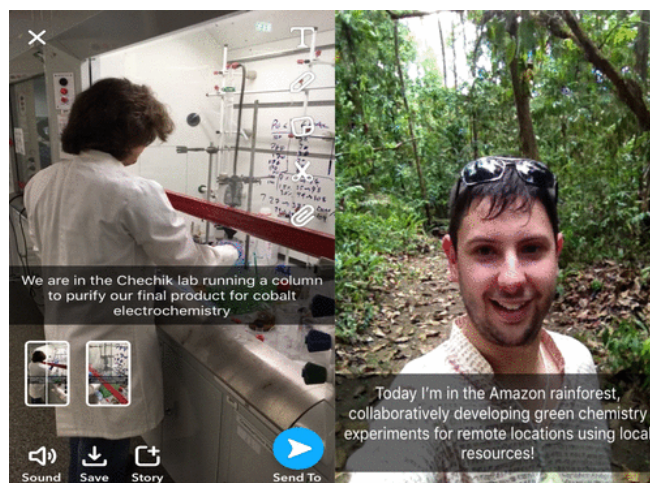 We are in the Chechik lab running a column
to purify our final product for cobalt
electrochemistry
Sound
Save
Story
Send To
Today I'm in the Amazon rainforest,
collaboratively developing green chemistry
experiments for remote locations using local
resources!